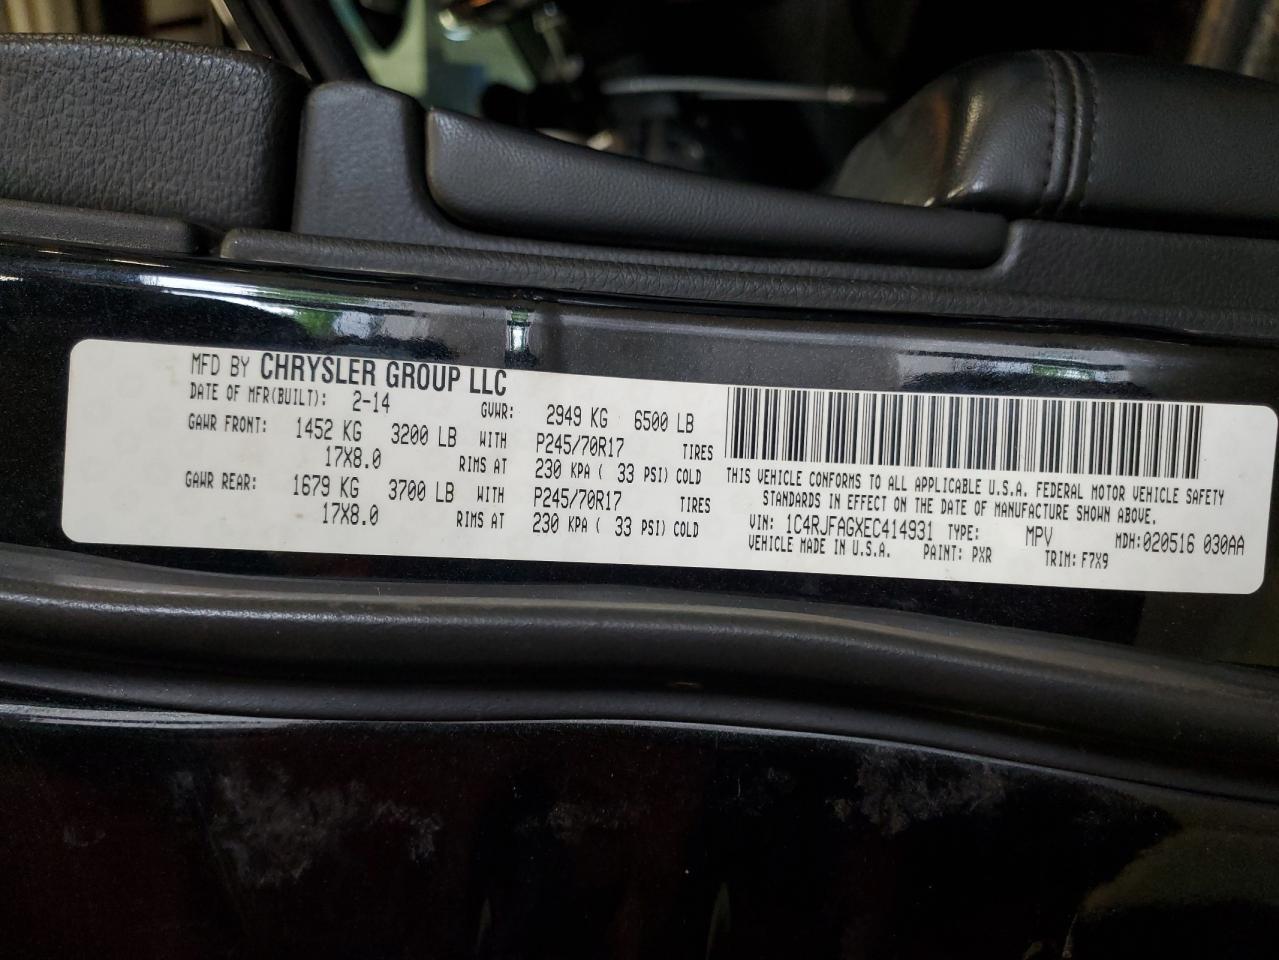 MFD BY CHRYSLER GROUP LLC
DATE OF MFR(BUILT): 2-14 GVWR: 2949 KG 6500 LB
GAWR FRONT: 1452 KG 3200 LB WITH P245/70R17 TIRES
17X8.0 RIMS AT 230 KPA ( 33 PSI) COLD
GAWR REAR: 1679 KG 3700 LB WITH P245/70R17 TIRES
17X8.0 RIMS AT 230 KPA ( 33 PSI) COLD
THIS VEHICLE CONFORMS TO ALL APPLICABLE U.S.A. FEDERAL MOTOR VEHICLE SAFETY
STANDARDS IN EFFECT ON THE DATE OF MANUFACTURE SHOWN ABOVE.
VIN: 1C4RJFAGXEC414931 TYPE: MPV MDH:020516 030AA
VEHICLE MADE IN U.S.A. PAINT: PXR TRIM: F7X9